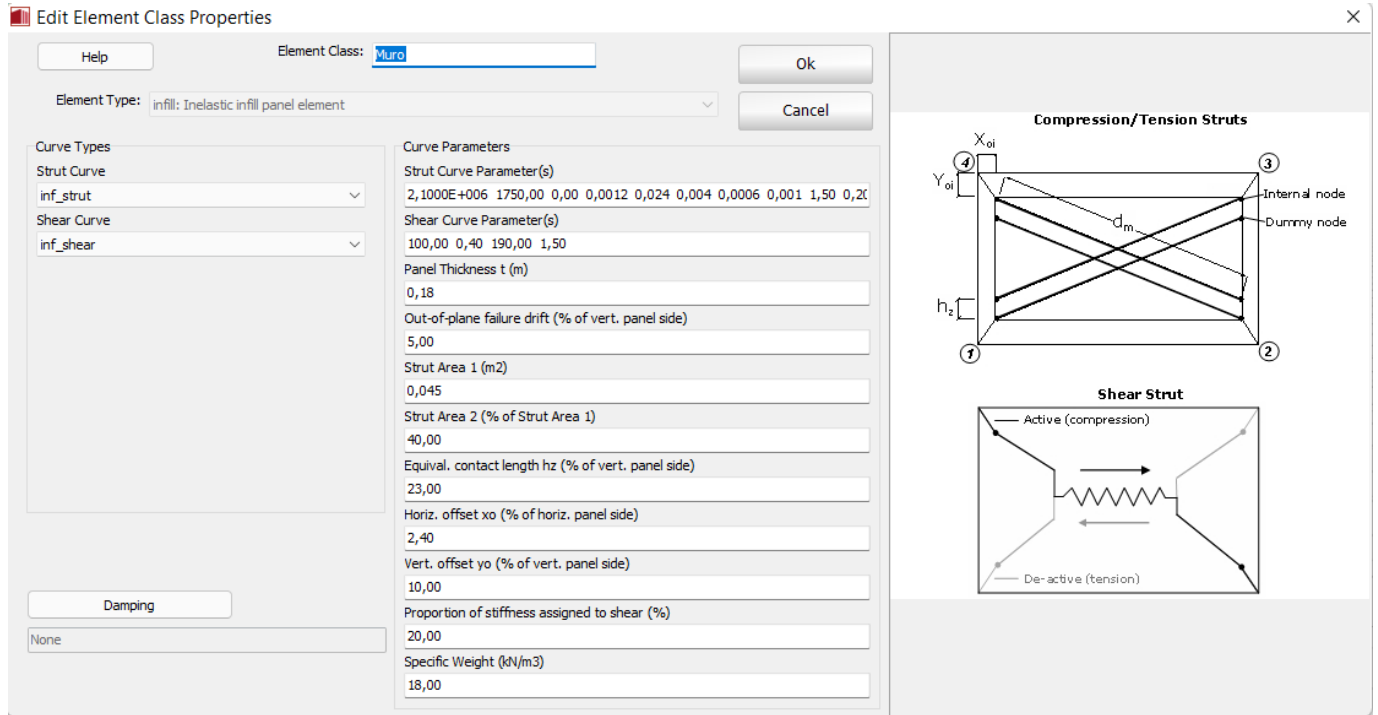 Edit Element Class Properties
Help
Element Class:
Muro
Ok
Element Type:
infill: Inelastic infill panel element
Cancel
Curve Types
Strut Curve
inf_strut
Shear Curve
inf_shear
Damping
None
Curve Parameters
Strut Curve Parameter(s)
2,1000E+006 1750,00 0,00 0,0012 0,024 0,004 0,0006 0,001 1,50 0,20
Shear Curve Parameter(s)
100,00 0,40 190,00 1,50
Panel Thickness t (m)
0,18
Out-of-plane failure drift (% of vert. panel side)
5,00
Strut Area 1 (m2)
0,045
Strut Area 2 (% of Strut Area 1)
40,00
Equival. contact length hz (% of vert. panel side)
23,00
Horiz. offset xo (% of horiz. panel side)
2,40
Vert. offset yo (% of vert. panel side)
10,00
Proportion of stiffness assigned to shear (%)
20,00
Specific Weight (kN/m3)
18,00
Compression/Tension Struts
Xoi
4
3
Yoi
Internal node
Dummy node
dm
hz
1
2
Shear Strut
Active (compression)
De-active (tension)